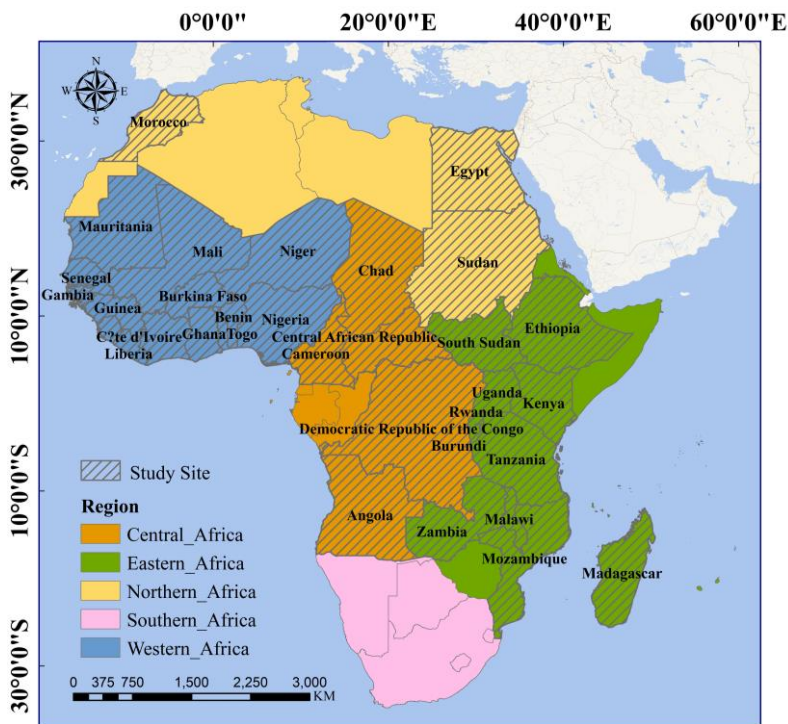 0°0'0"E 20°0'0"E 40°0'0"E 60°0'0"E
N
W E
S
30°0'0"N
10°0'0"N
10°0'0"S
30°0'0"S
Morocco
Egypt
Mauritania
Mali
Niger
Chad
Sudan
Senegal
Gambia
Guinea
Burkina Faso
Benin
Nigeria
C?te d'Ivoire
Ghana
Togo
Liberia
Central African Republic
Cameroon
South Sudan
Ethiopia
Uganda
Kenya
Rwanda
Democratic Republic of the Congo
Burundi
Tanzania
Angola
Zambia
Malawi
Mozambique
Madagascar
Study Site
Region
Central_Africa
Eastern_Africa
Northern_Africa
Southern_Africa
Western_Africa
0 375 750 1,500 2,250 3,000
KM